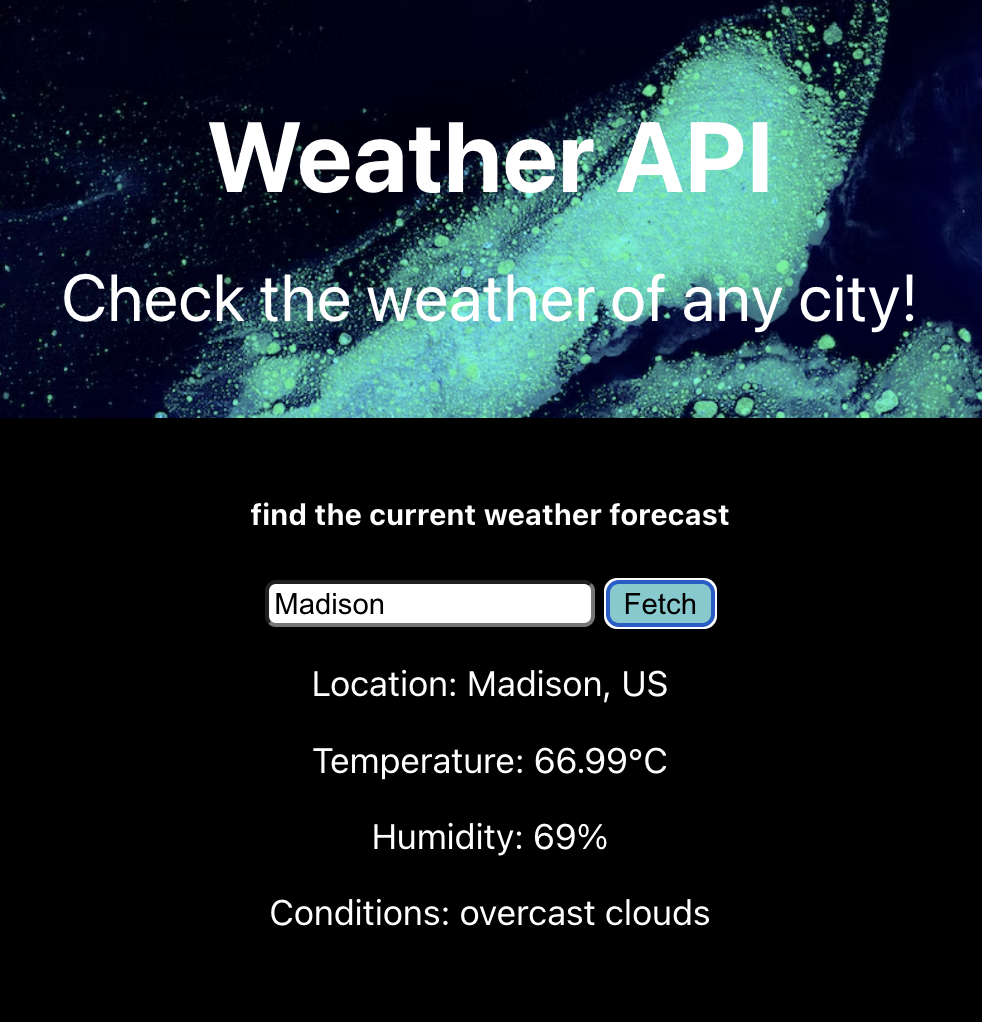 Weather API
Check the weather of any city!
find the current weather forecast
Madison Fetch
Location: Madison, US
Temperature: 66.99°C
Humidity: 69%
Conditions: overcast clouds